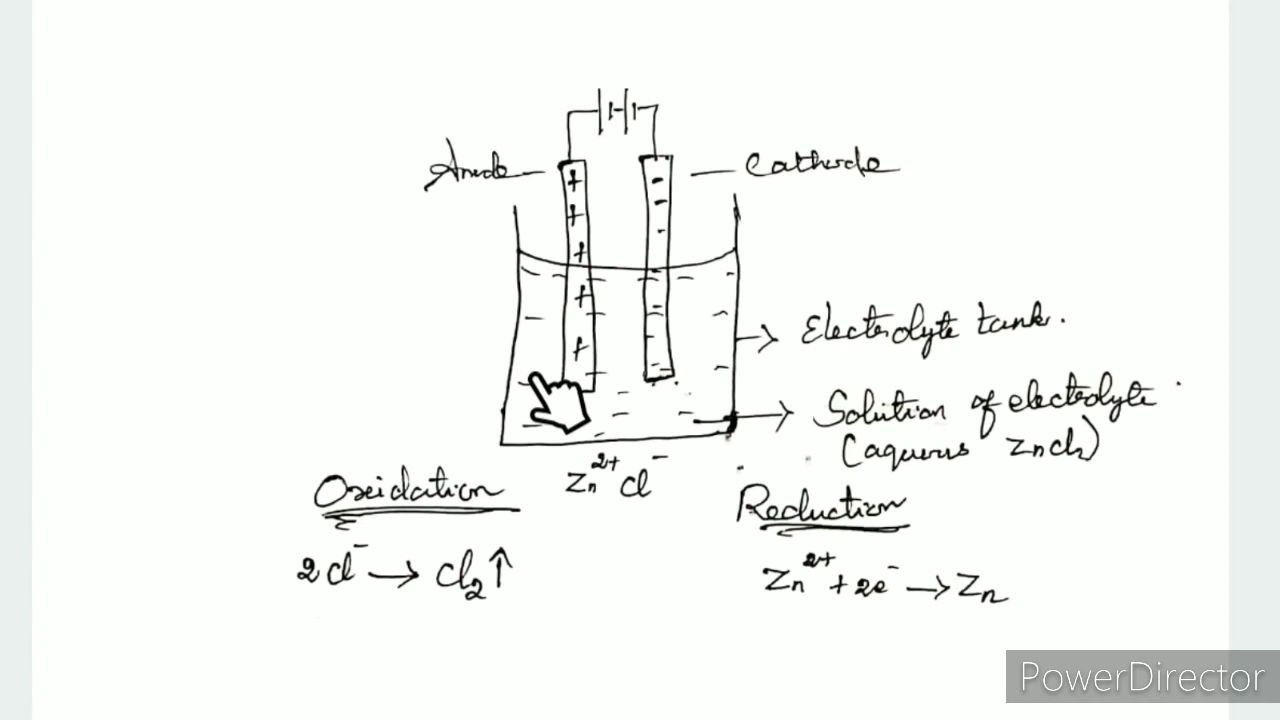 Anode
Cathode
+ -
+ -
+ -
+ -
+ -
Electrolyte tank.
Solution of electrolyte
(aqueous ZnCl2)
Zn²⁺ Cl⁻
Oxidation
Reduction
2Cl⁻ → Cl₂↑
Zn²⁺ + 2e⁻ → Zn
PowerDirector